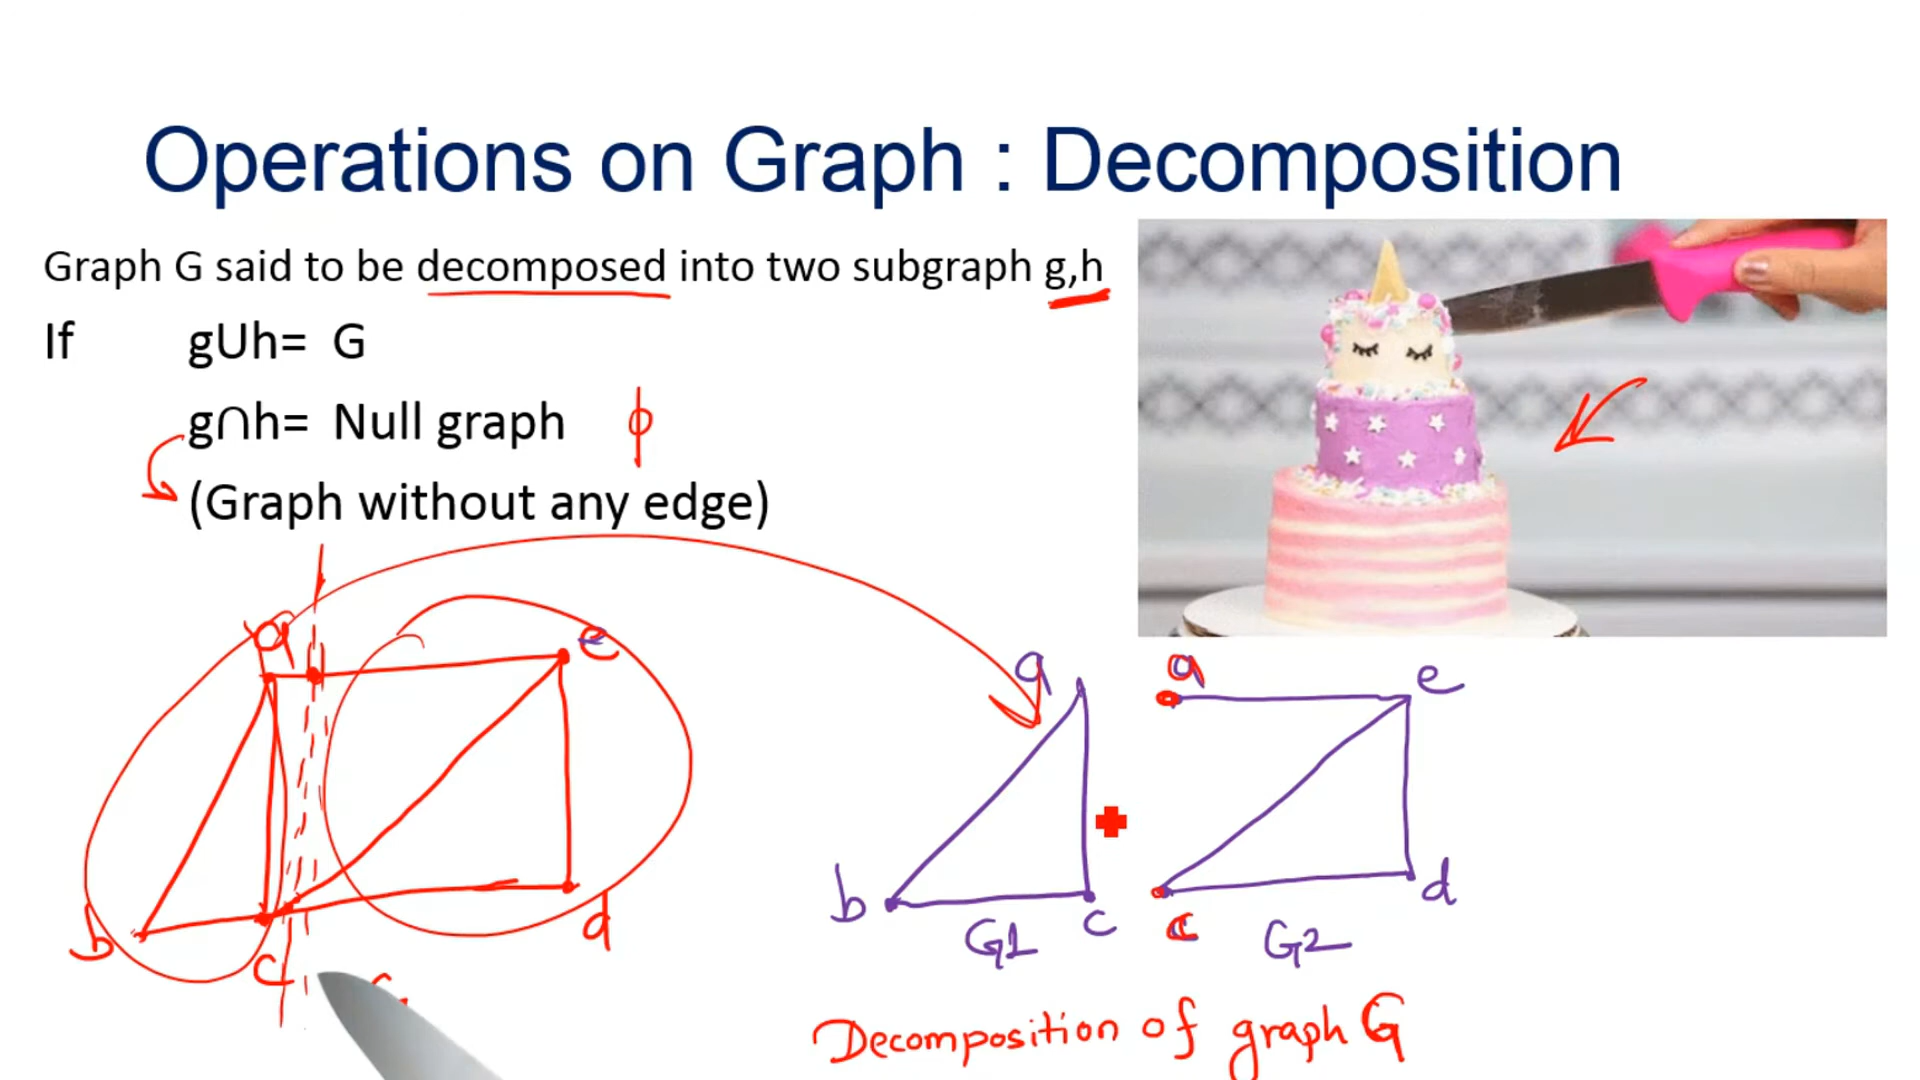 Operations on Graph : Decomposition
Graph G said to be decomposed into two subgraph g,h
If gUh= G
g∩h= Null graph ϕ
(Graph without any edge)
a
e
b
c
d
a
b
c
G1
a
e
c
d
G2
Decomposition of graph G